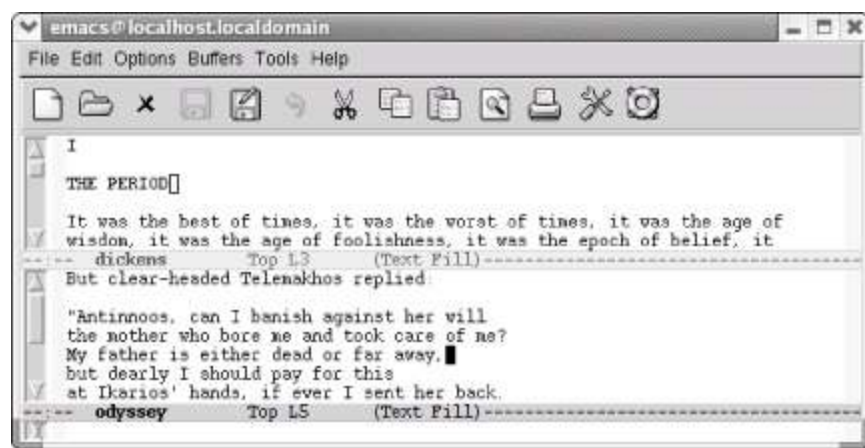 emacs@localhost.localdomain
File Edit Options Buffers Tools Help
I
THE PERIOD
It was the best of times, it was the worst of times, it was the age of
wisdom, it was the age of foolishness, it was the epoch of belief, it
--:-- dickens Top L3 (Text Fill)--------------------------------
But clear-headed Telemakhos replied
"Antinnoos, can I banish against her will
the mother who bore me and took care of me?
My father is either dead or far away,
but dearly I should pay for this
at Ikarios' hands, if ever I sent her back.
--:-- odyssey Top L5 (Text Fill)--------------------------------